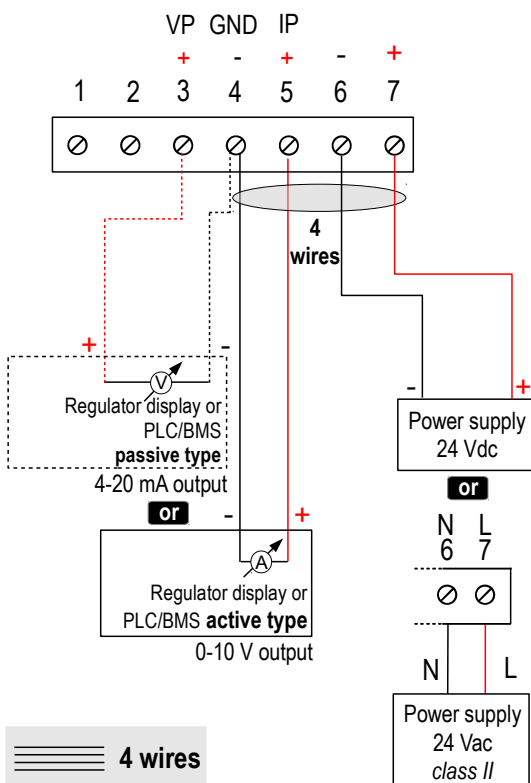 VP GND IP
+ - + - +
1 2 3 4 5 6 7
4
wires
+ -
V
Regulator display or
PLC/BMS
passive type
4-20 mA output
or
- +
A
Regulator display or
PLC/BMS active type
0-10 V output
- +
Power supply
24 Vdc
or
N L
6 7
N L
Power supply
24 Vac
class II
4 wires